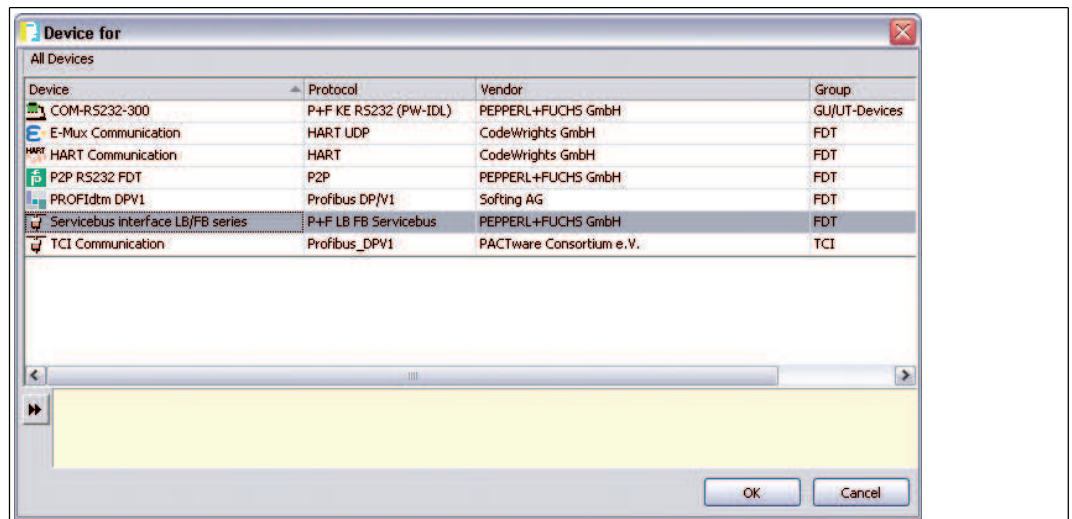 Device for
All Devices
Device Protocol Vendor Group
COM-RS232-300 P+F KE RS232 (PW-IDL) PEPPERL+FUCHS GmbH GU/UT-Devices
E-Mux Communication HART UDP CodeWrights GmbH FDT
HART HART Communication HART CodeWrights GmbH FDT
P2P RS232 FDT P2P PEPPERL+FUCHS GmbH FDT
PROFIdtm DPV1 Profibus DP/V1 Softing AG FDT
Servicebus interface LB/FB series P+F LB FB Servicebus PEPPERL+FUCHS GmbH FDT
TCI Communication Profibus_DPV1 PACTware Consortium e.V. TCI
OK Cancel